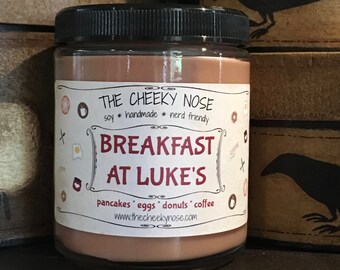 THE CHEEKY NOSE
soy * handmade * nerd friendly
BREAKFAST
AT LUKE'S
pancakes * eggs * donuts * coffee
www.thecheekynose.com